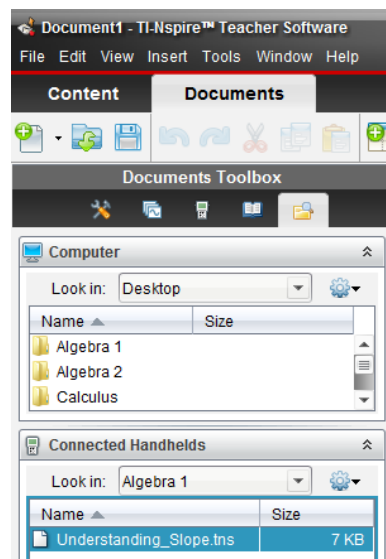 Document1 - TI-Nspire™ Teacher Software
File Edit View Insert Tools Window Help
Content Documents
Documents Toolbox
Computer
Look in: Desktop
Name Size
Algebra 1
Algebra 2
Calculus
Connected Handhelds
Look in: Algebra 1
Name Size
Understanding_Slope.tns 7 KB